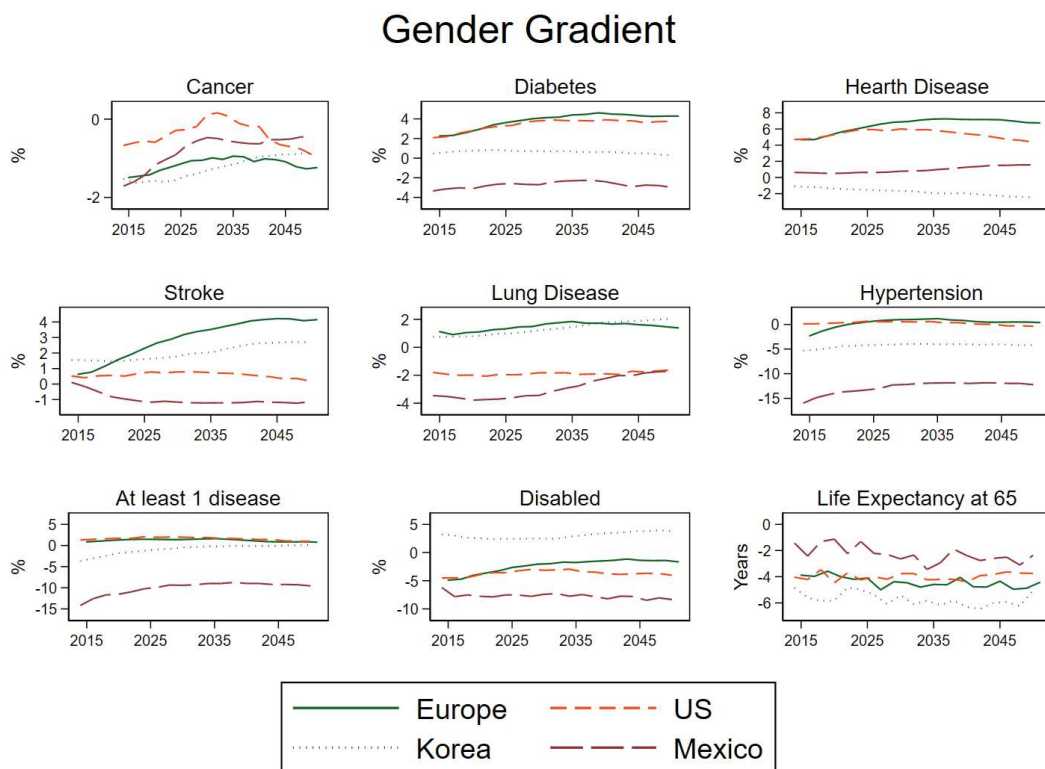 Gender Gradient
Cancer
Diabetes
Hearth Disease
%
0
-2
2015 2025 2035 2045
%
4
2
0
-2
-4
2015 2025 2035 2045
%
8
6
4
2
0
-2
2015 2025 2035 2045
Stroke
Lung Disease
Hypertension
%
4
3
2
1
0
-1
2015 2025 2035 2045
%
2
0
-2
-4
2015 2025 2035 2045
%
0
-5
-10
-15
2015 2025 2035 2045
At least 1 disease
Disabled
Life Expectancy at 65
%
5
0
-5
-10
-15
2015 2025 2035 2045
%
5
0
-5
-10
2015 2025 2035 2045
Years
0
-2
-4
-6
2015 2025 2035 2045
Europe US
Korea Mexico